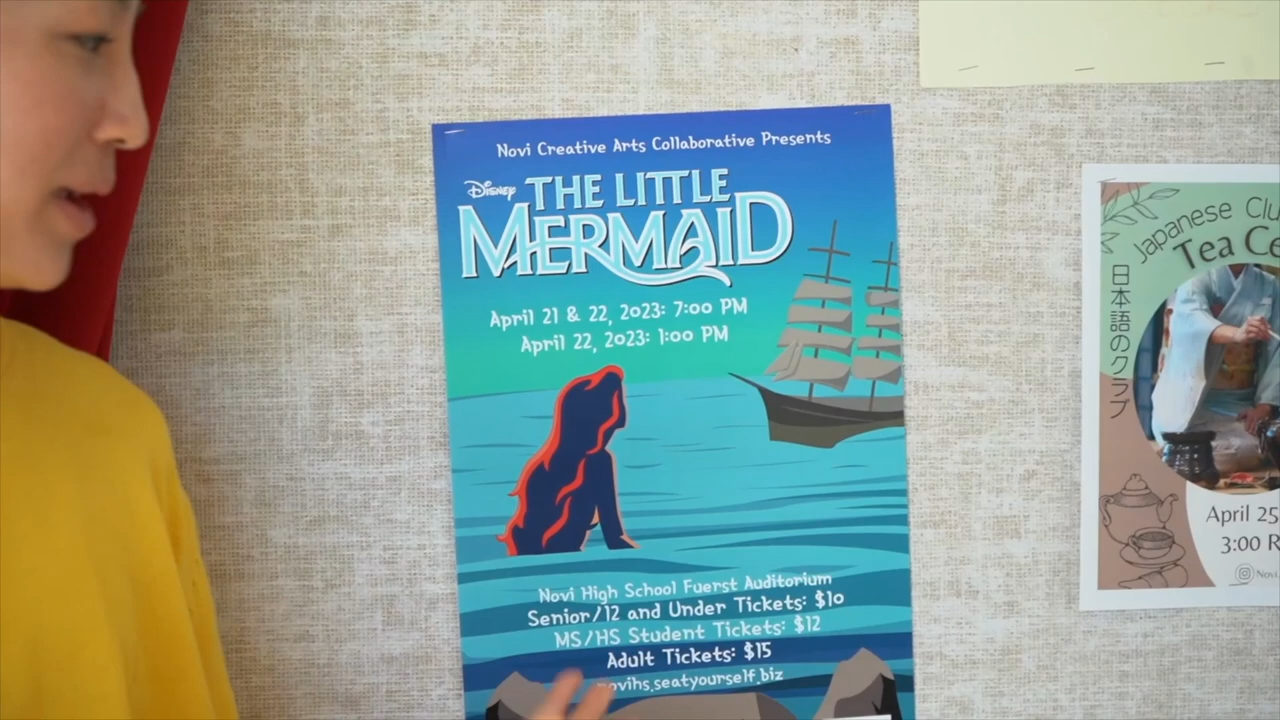 Novi Creative Arts Collaborative Presents
DISNEY THE LITTLE
MERMAID
April 21 & 22, 2023: 7:00 PM
April 22, 2023: 1:00 PM
Novi High School Fuerst Auditorium
Senior/12 and Under Tickets: $10
MS/HS Student Tickets: $12
Adult Tickets: $15
novihs.seatyourself.biz
Japanese Clu
Tea Ce
日本語のクラブ
April 25
3:00 R
Novi